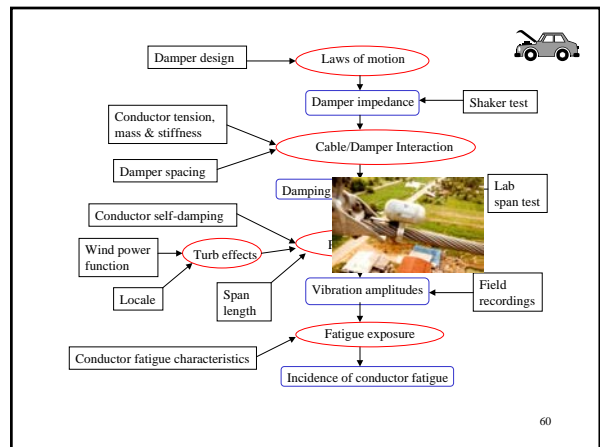 Damper design
Laws of motion
Damper impedance
Shaker test
Conductor tension,
mass & stiffness
Cable/Damper Interaction
Damper spacing
Damping
Lab
span test
Conductor self-damping
Wind power
function
Turb effects
Locale
Span
length
Vibration amplitudes
Field
recordings
Fatigue exposure
Conductor fatigue characteristics
Incidence of conductor fatigue
60